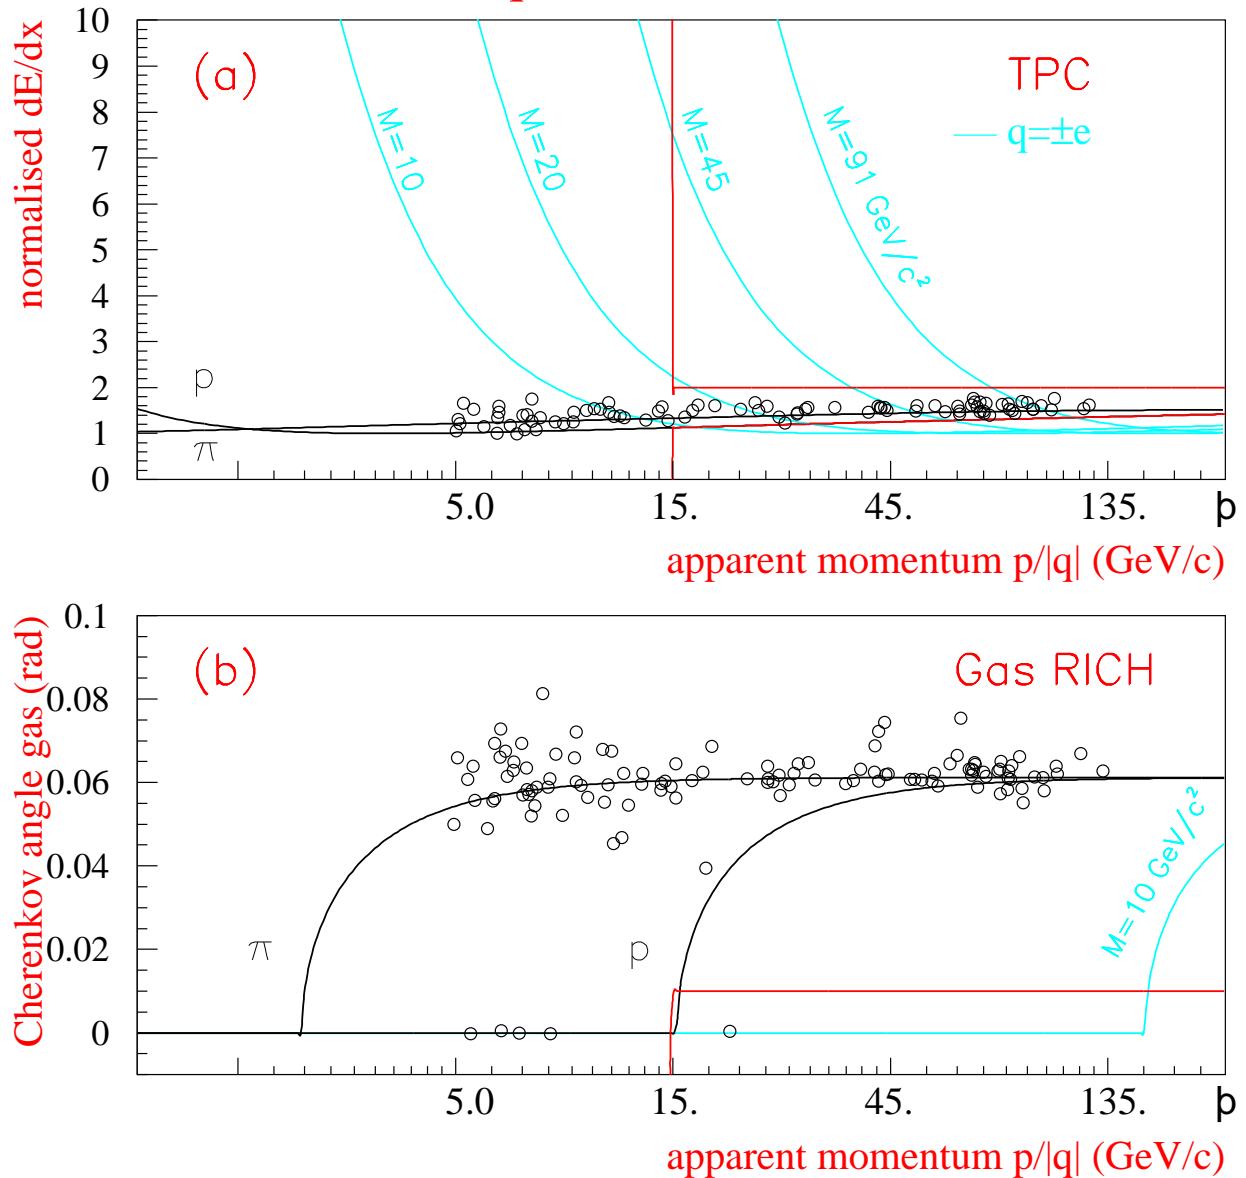 10
9
8
7
6
5
4
3
2
1
0
normalised dE/dx
(a)
TPC
q=±e
M=10
M=20
M=45
M=91 GeV/c²
p
π
5.0
15.
45.
135.
p
apparent momentum p/|q| (GeV/c)
0.1
0.08
0.06
0.04
0.02
0
Cherenkov angle gas (rad)
(b)
Gas RICH
π
p
M=10 GeV/c²
5.0
15.
45.
135.
p
apparent momentum p/|q| (GeV/c)